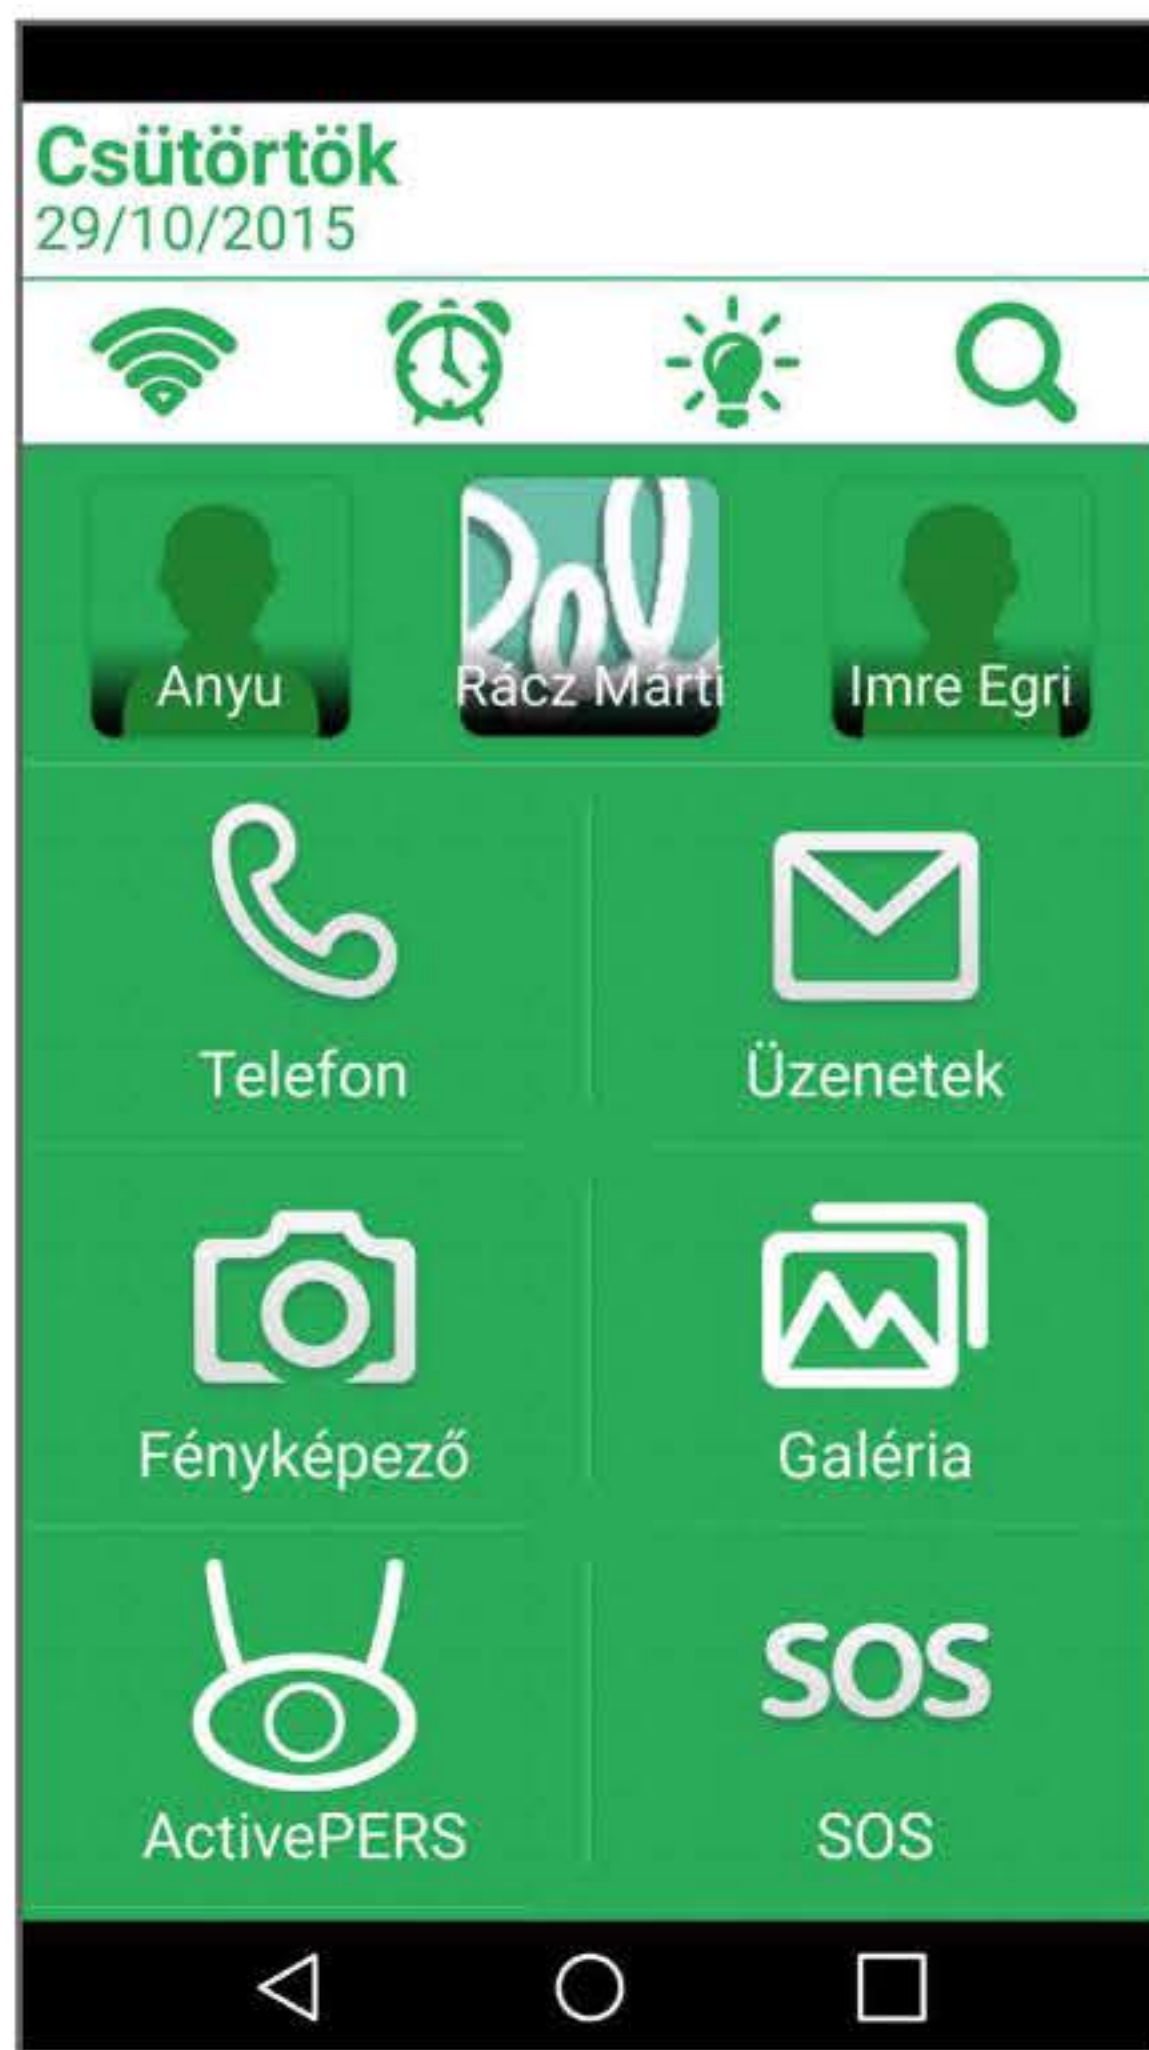 Csütörtök
29/10/2015
Anyu
Rácz Márti
Imre Egri
Telefon
Üzenetek
Fényképező
Galéria
SOS
ActivePERS
SOS